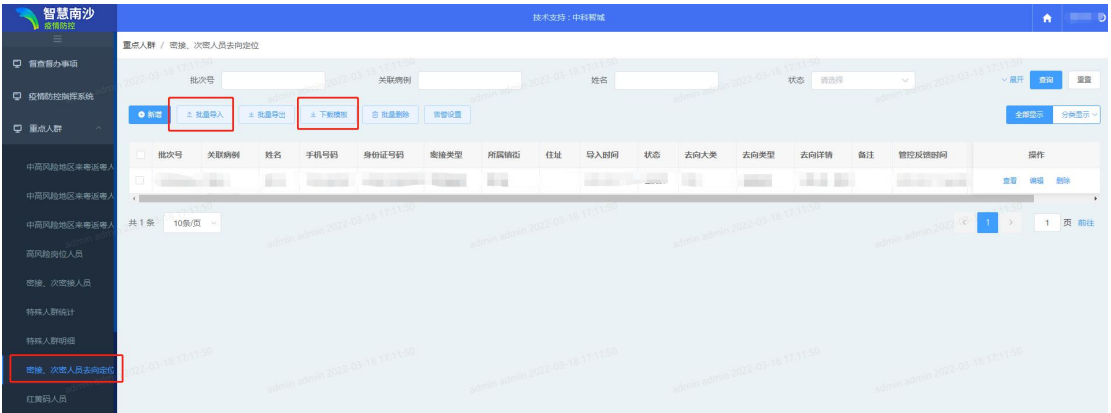 智慧南沙
疫情防控
技术支持:中科智城
重点人群 / 密接、次密人员去向定位
督查督办事项
疫情防控指挥系统
重点人群
中高风险地区来粤返粤人
中高风险地区来粤返粤人
中高风险地区来粤返粤人
高风险岗位人员
密接、次密接人员
特殊人群统计
特殊人群明细
密接、次密人员去向定位
红黄码人员
批次号 关联病例 姓名 状态 请选择 展开 查询 重置
新增 批量导入 批量导出 下载模板 批量删除 告警设置 全部显示 分类显示
批次号 关联病例 姓名 手机号码 身份证号码 密接类型 所属镇街 住址 导入时间 状态 去向大类 去向类型 去向详情 备注 管控反馈时间 操作
查看 编辑 删除
共 1 条 10条/页 < 1 > 1 页 前往
admin admin 2022-03-18 17:11:50